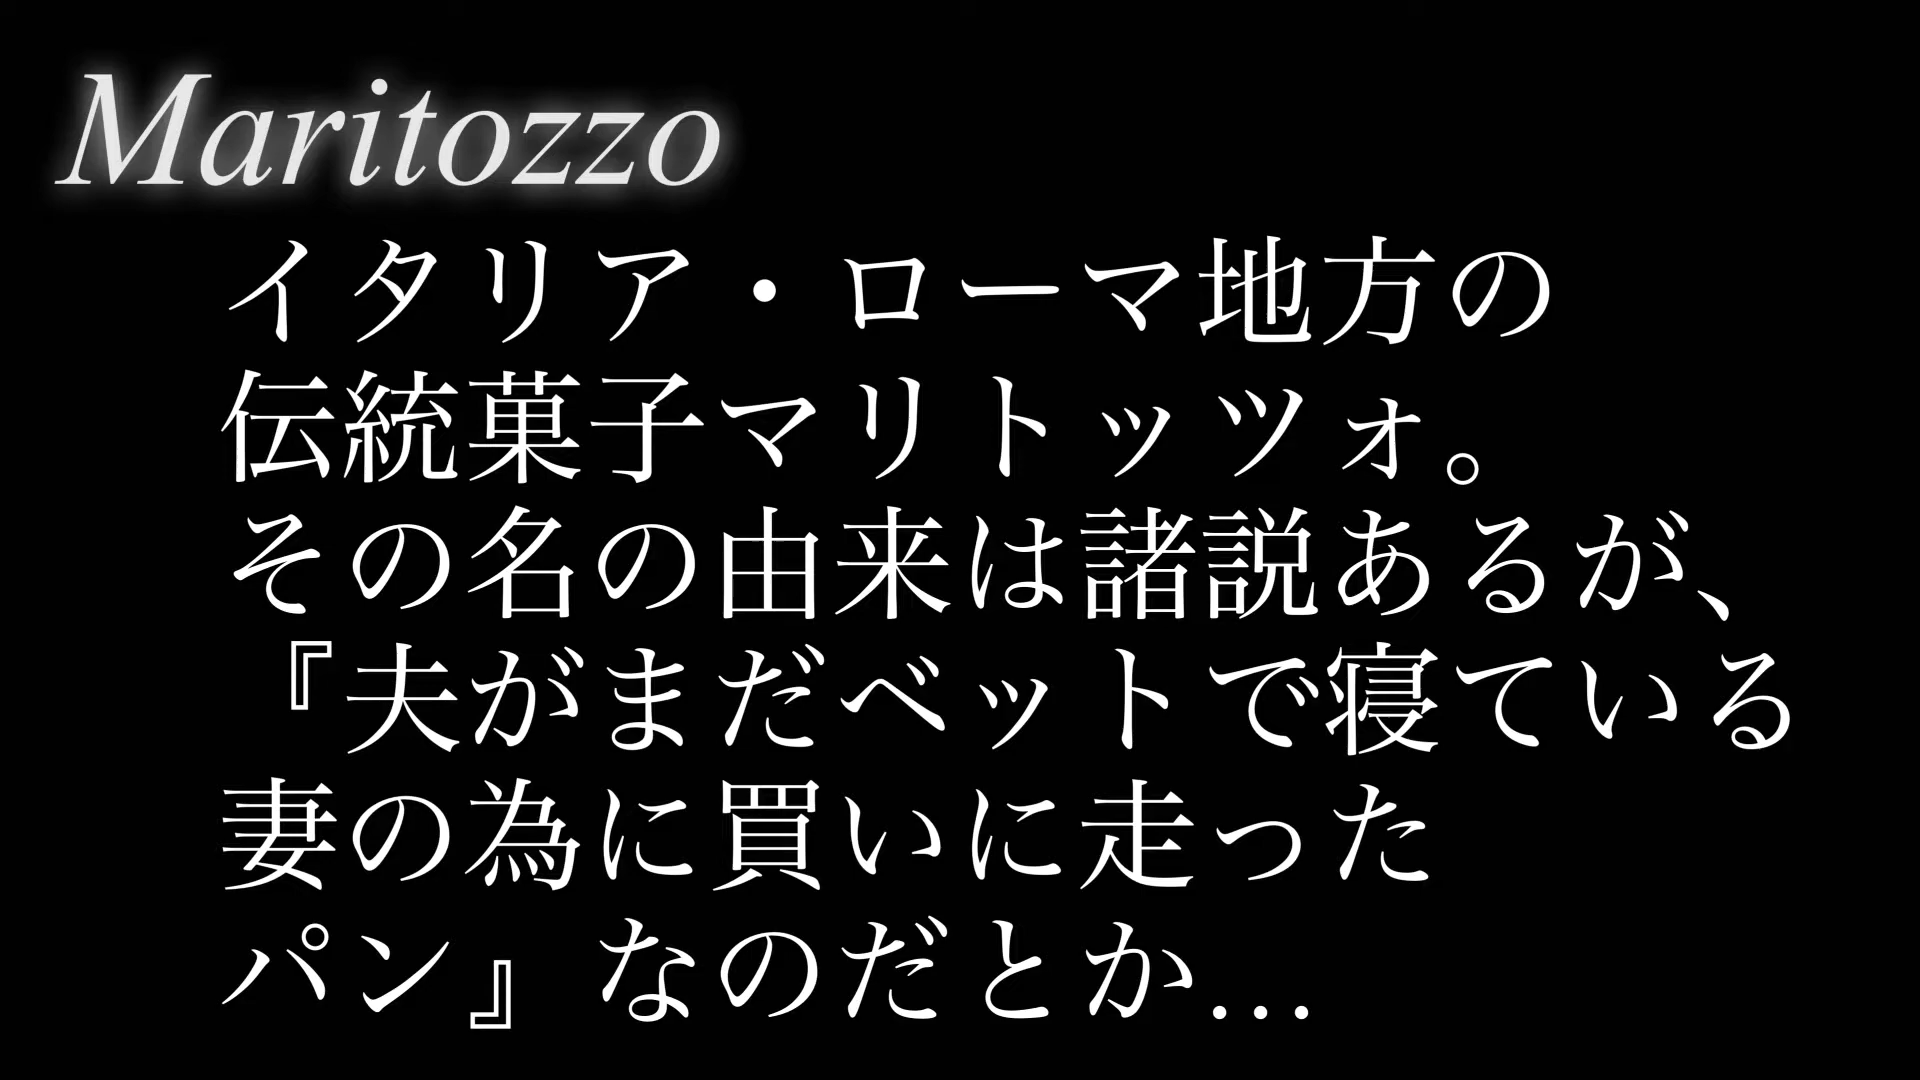 Maritozzo
イタリア・ローマ地方の
伝統菓子マリトッツォ。
その名の由来は諸説あるが、
『夫がまだベットで寝ている
妻の為に買いに走った
パン』なのだとか...